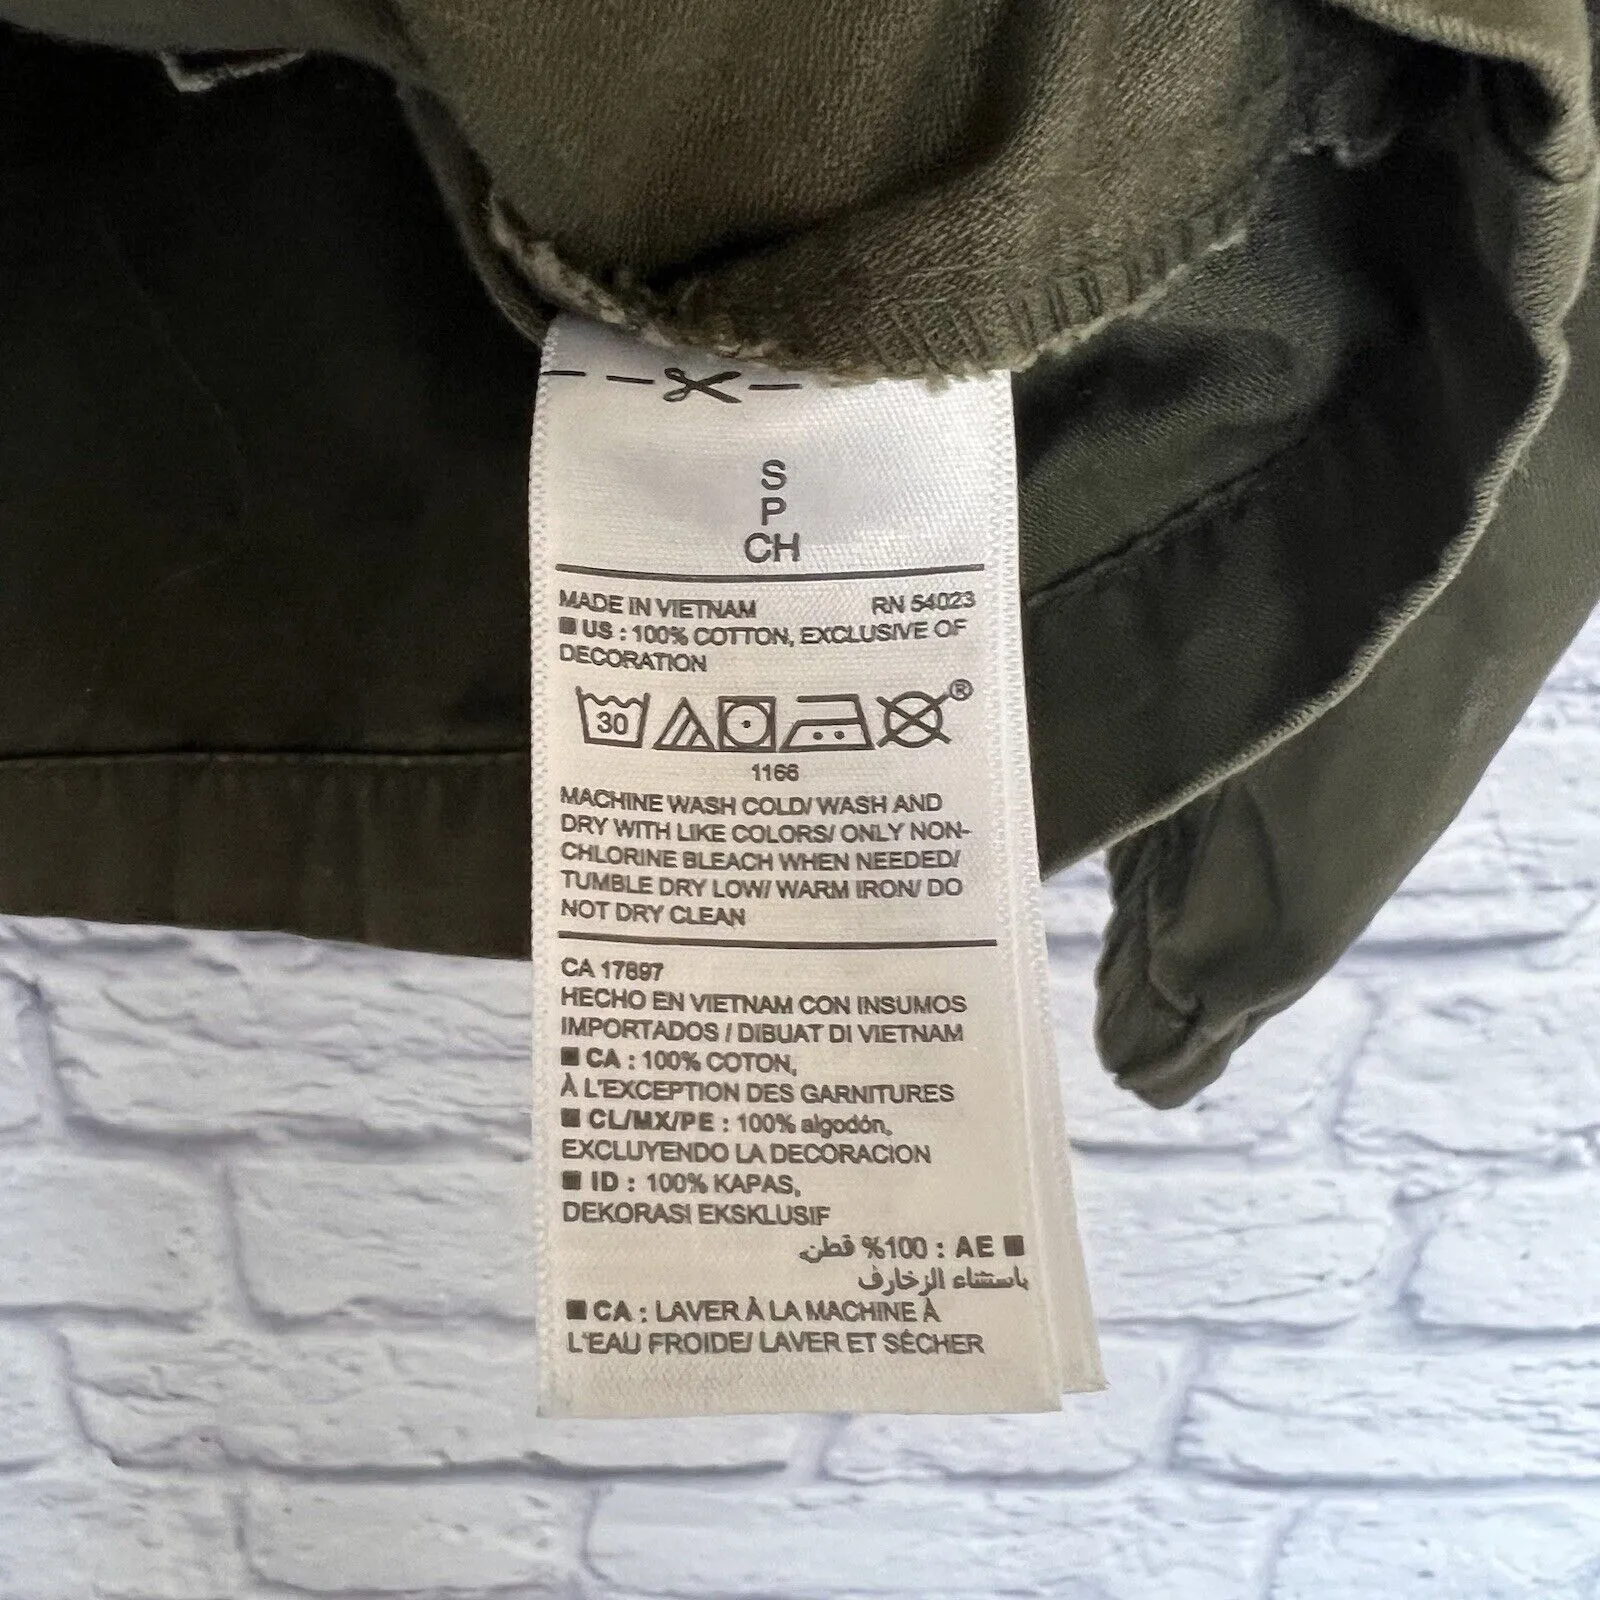 S
P
CH
MADE IN VIETNAM RN 54023
US : 100% COTTON, EXCLUSIVE OF
DECORATION
30 ®
1166
MACHINE WASH COLD/ WASH AND
DRY WITH LIKE COLORS/ ONLY NON-
CHLORINE BLEACH WHEN NEEDED/
TUMBLE DRY LOW/ WARM IRON/ DO
NOT DRY CLEAN
CA 17897
HECHO EN VIETNAM CON INSUMOS
IMPORTADOS / DIBUAT DI VIETNAM
CA : 100% COTON,
À L'EXCEPTION DES GARNITURES
CL/MX/PE : 100% algodón,
EXCLUYENDO LA DECORACION
ID : 100% KAPAS,
DEKORASI EKSKLUSIF
AE : 100% قطن,
باستثناء الزخارف
CA : LAVER À LA MACHINE À
L'EAU FROIDE/ LAVER ET SÉCHER